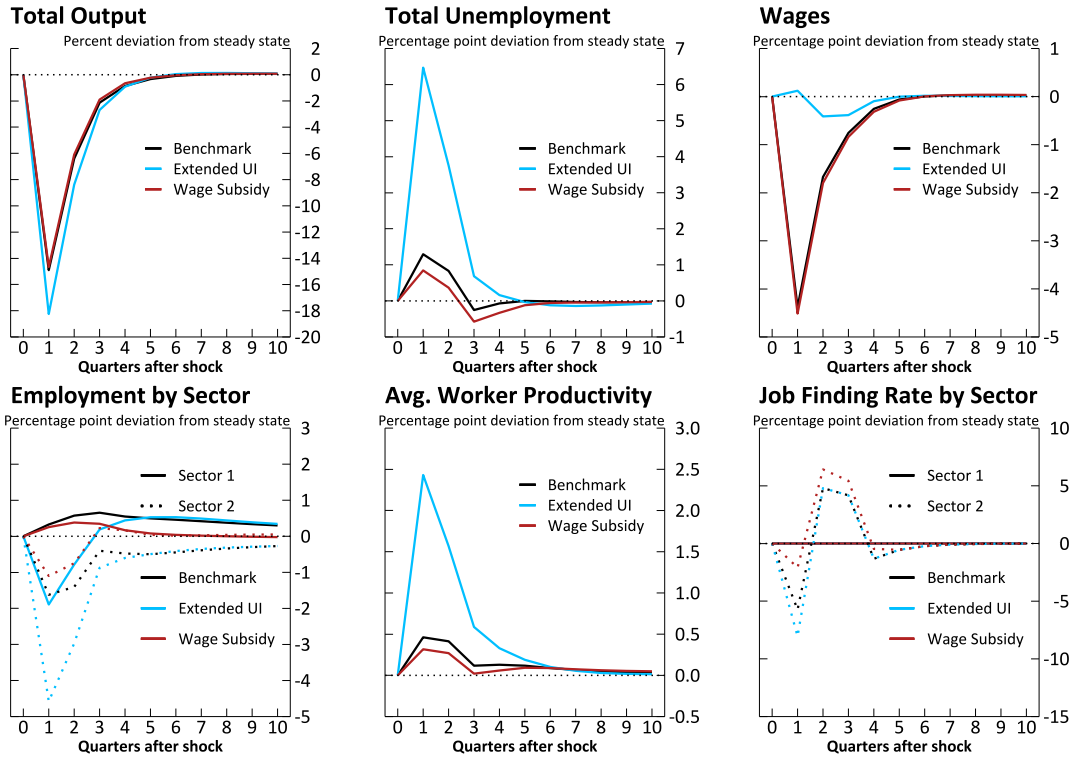 Total Output
Percent deviation from steady state
2
0
-2
-4
-6
-8
-10
-12
-14
-16
-18
-20
Benchmark
Extended UI
Wage Subsidy
0 1 2 3 4 5 6 7 8 9 10
Quarters after shock
Total Unemployment
Percentage point deviation from steady state
7
6
5
4
3
2
1
0
-1
Benchmark
Extended UI
Wage Subsidy
0 1 2 3 4 5 6 7 8 9 10
Quarters after shock
Wages
Percentage point deviation from steady state
1
0
-1
-2
-3
-4
-5
Benchmark
Extended UI
Wage Subsidy
0 1 2 3 4 5 6 7 8 9 10
Quarters after shock
Employment by Sector
Percentage point deviation from steady state
3
2
1
0
-1
-2
-3
-4
-5
Sector 1
Sector 2
Benchmark
Extended UI
Wage Subsidy
0 1 2 3 4 5 6 7 8 9 10
Quarters after shock
Avg. Worker Productivity
Percentage point deviation from steady state
3.0
2.5
2.0
1.5
1.0
0.5
0.0
-0.5
Benchmark
Extended UI
Wage Subsidy
0 1 2 3 4 5 6 7 8 9 10
Quarters after shock
Job Finding Rate by Sector
Percentage point deviation from steady state
10
5
0
-5
-10
-15
Sector 1
Sector 2
Benchmark
Extended UI
Wage Subsidy
0 1 2 3 4 5 6 7 8 9 10
Quarters after shock